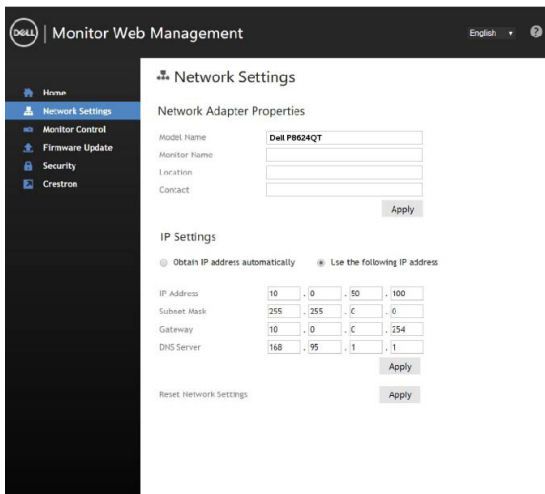 DELL | Monitor Web Management
English
?
Home
Network Settings
Monitor Control
Firmware Update
Security
Crestron
Network Settings
Network Adapter Properties
Model Name Dell P8624QT
Monitor Name
Location
Contact
Apply
IP Settings
Obtain IP address automatically Use the following IP address
IP Address 10 . 0 . 50 . 100
Subnet Mask 255 . 255 . 0 . 0
Gateway 10 . 0 . 0 . 254
DNS Server 168 . 95 . 1 . 1
Apply
Reset Network Settings Apply